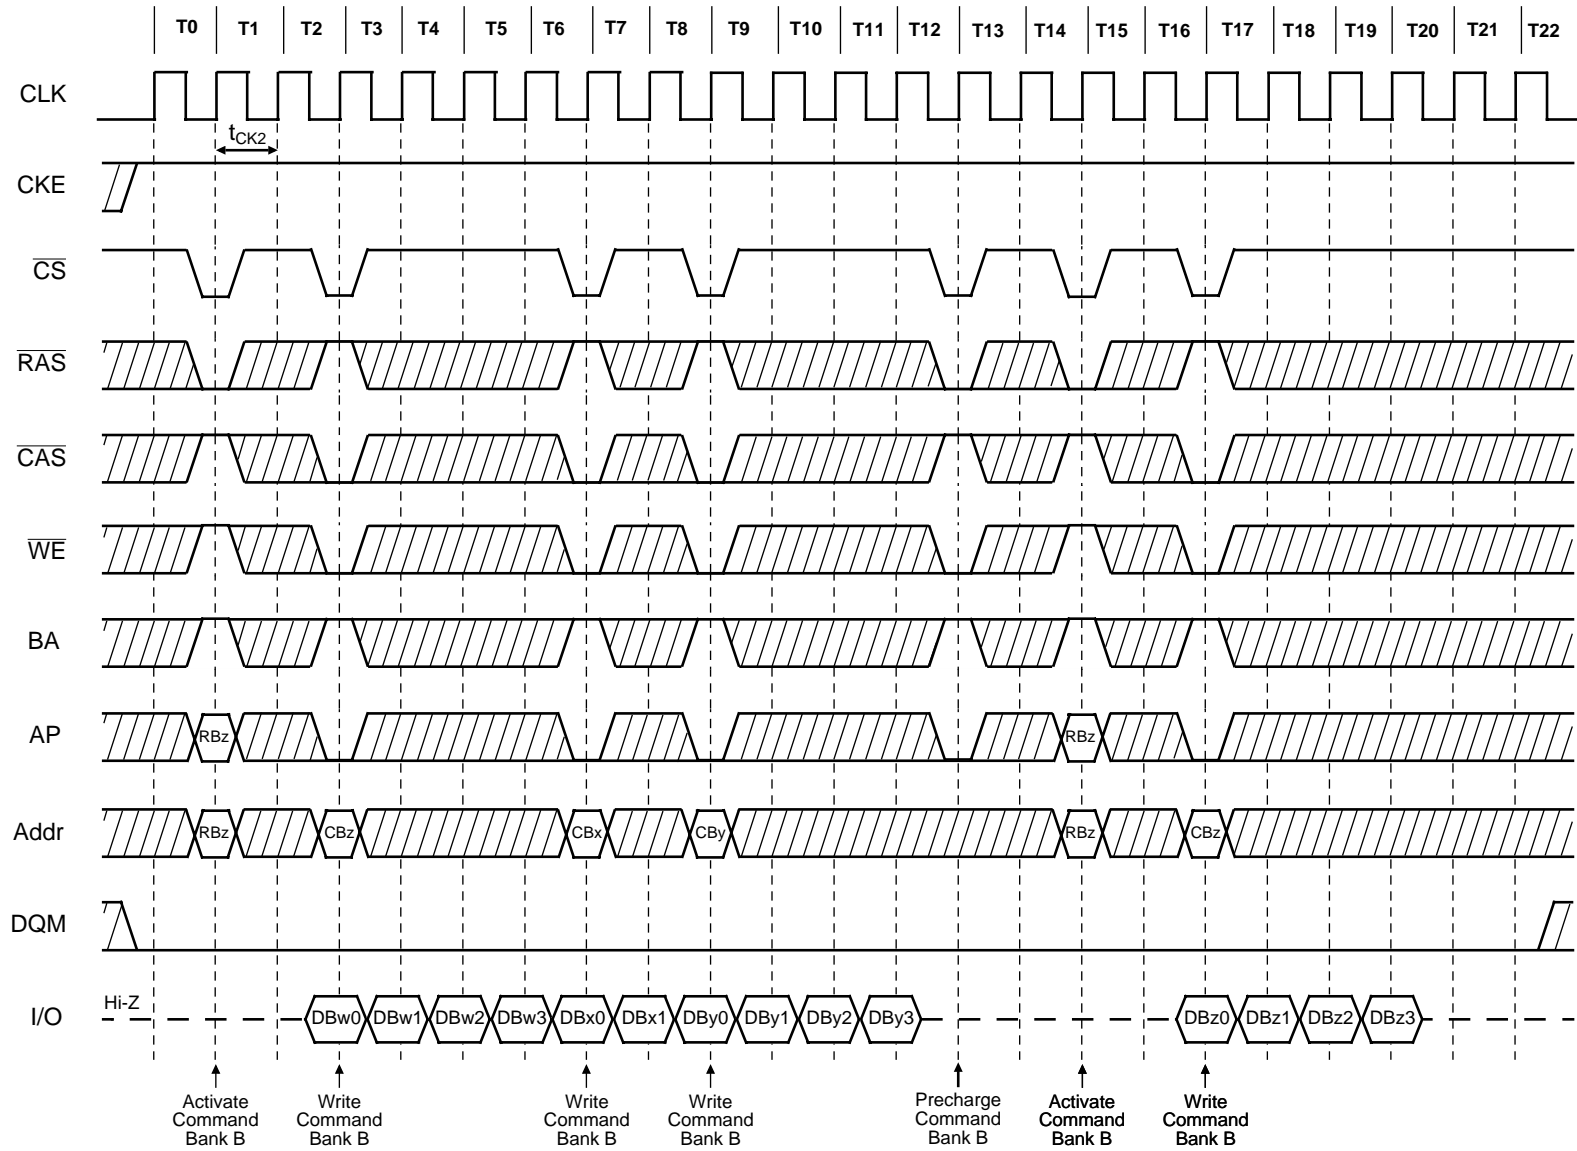 T0 T1 T2 T3 T4 T5 T6 T7 T8 T9 T10 T11 T12 T13 T14 T15 T16 T17 T18 T19 T20 T21 T22
CLK
tCK2
CKE
CS
RAS
CAS
WE
BA
AP RBz RBz
Addr RBz CBz CBx CBy RBz CBz
DQM
I/O Hi-Z DBw0 DBw1 DBw2 DBw3 DBx0 DBx1 DBy0 DBy1 DBy2 DBy3 DBz0 DBz1 DBz2 DBz3
Activate
Command
Bank B
Write
Command
Bank B
Write
Command
Bank B
Write
Command
Bank B
Precharge
Command
Bank B
Activate
Command
Bank B
Write
Command
Bank B